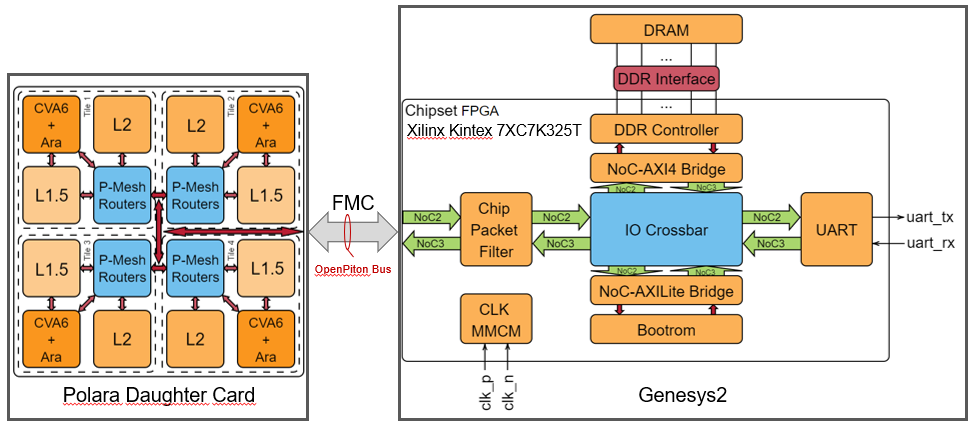 CVA6
+
Ara
Tile 1
L2
L2
Tile 2
CVA6
+
Ara
L1.5
P-Mesh
Routers
P-Mesh
Routers
L1.5
L1.5
P-Mesh
Routers
Tile 3
P-Mesh
Routers
Tile 4
L1.5
CVA6
+
Ara
L2
L2
CVA6
+
Ara
Polara Daughter Card
FMC
OpenPiton Bus
DRAM
...
DDR Interface
...
Chipset FPGA
Xilinx Kintex 7XC7K325T
DDR Controller
NoC-AXI4 Bridge
NoC2
NoC3
NoC2
NoC3
Chip
Packet
Filter
NoC2
NoC3
IO Crossbar
NoC2
NoC3
UART
uart_tx
uart_rx
NoC2
NoC3
NoC-AXILite Bridge
Bootrom
CLK
MMCM
clk_p
clk_n
Genesys2